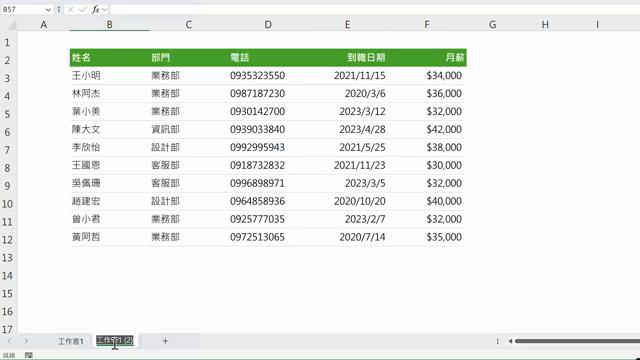 B57 fx
A B C D E F G H I
1
2 姓名 部門 電話 到職日期 月薪
3 王小明 業務部 0935323550 2021/11/15 $34,000
4 林阿杰 業務部 0987187230 2020/3/6 $36,000
5 葉小美 業務部 0930142700 2023/3/12 $32,000
6 陳大文 資訊部 0939033840 2023/4/28 $42,000
7 李欣怡 設計部 0992995943 2021/5/25 $38,000
8 王國恩 客服部 0918732832 2021/11/23 $30,000
9 吳佩珊 客服部 0996898971 2023/3/5 $32,000
10 趙建宏 設計部 0964858936 2020/10/20 $40,000
11 曾小君 業務部 0925777035 2023/2/7 $32,000
12 黃阿哲 業務部 0972513065 2020/7/14 $35,000
13
14
15
16
17
工作表1 工作表1 (2) +
就緒